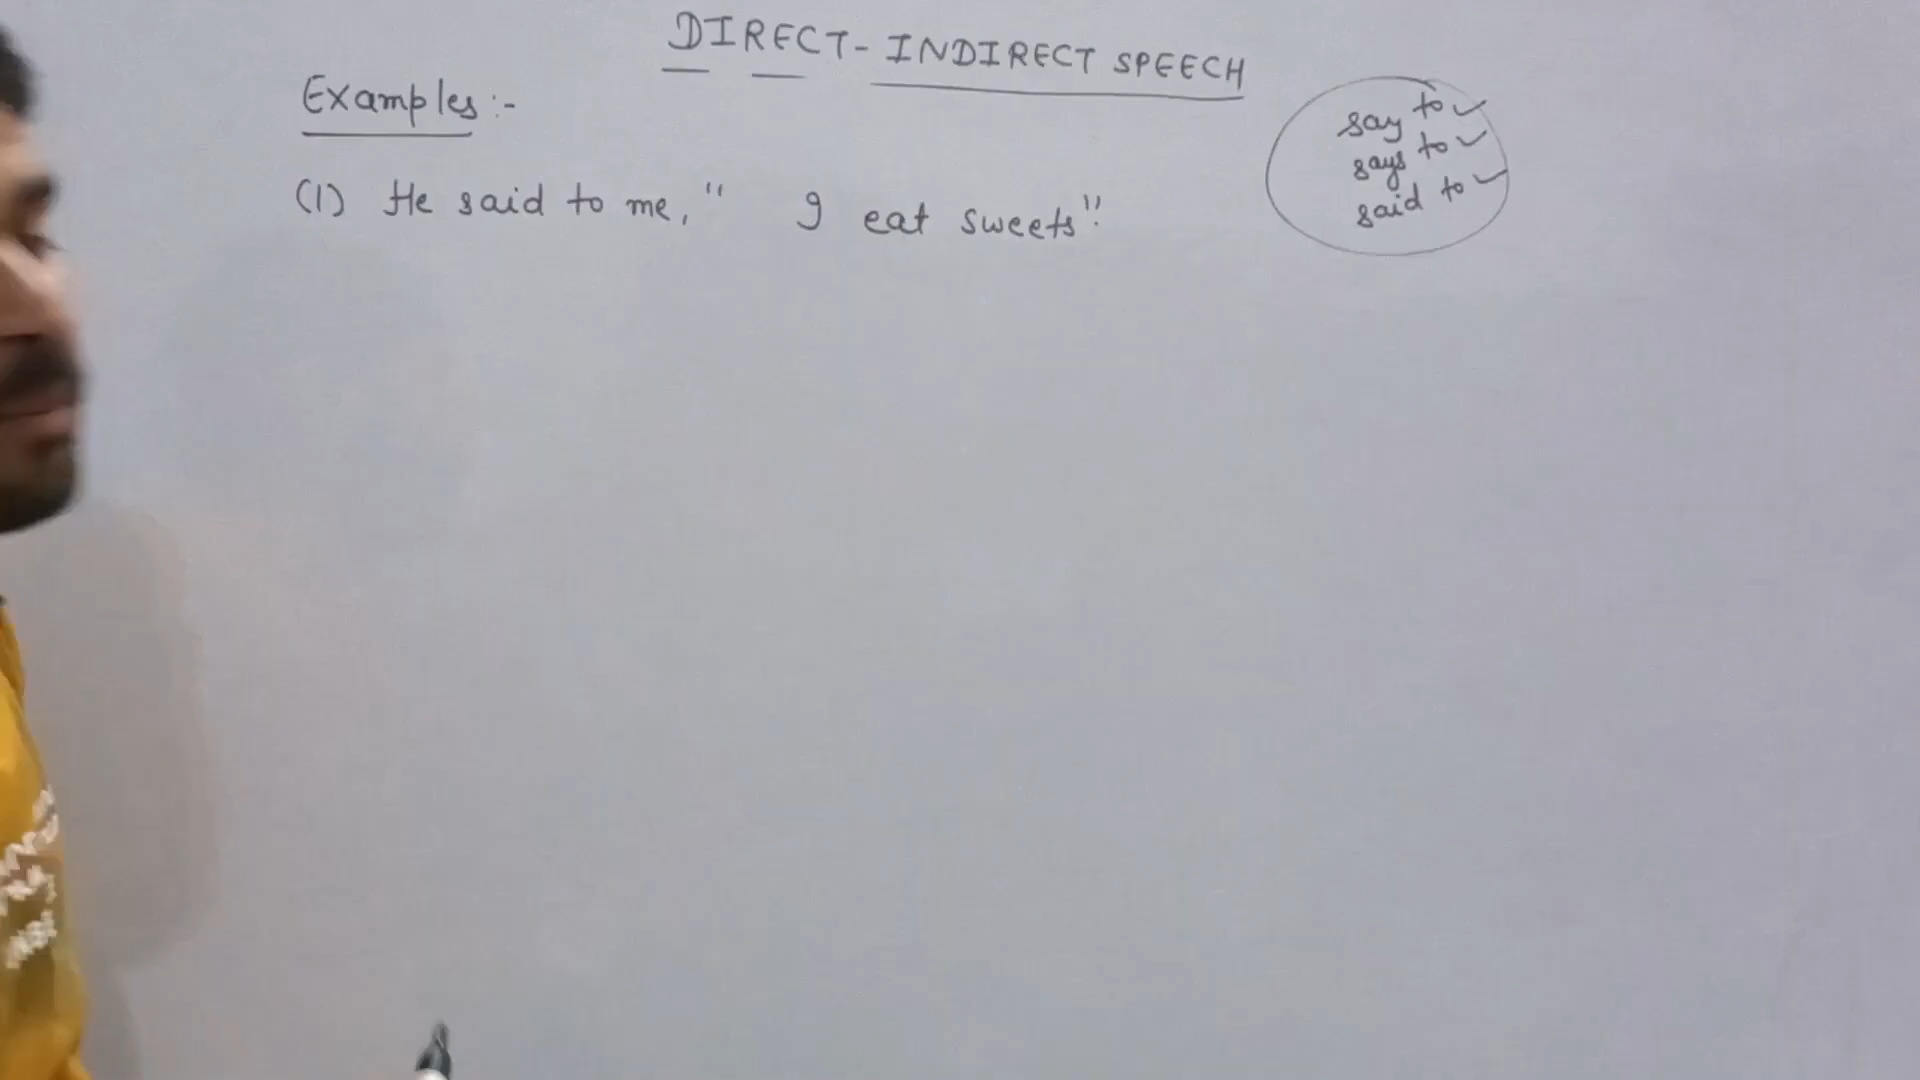 DIRECT-INDIRECT SPEECH
Examples:-
say to ✓
says to ✓
said to ✓
(1) He said to me, " I eat sweets".